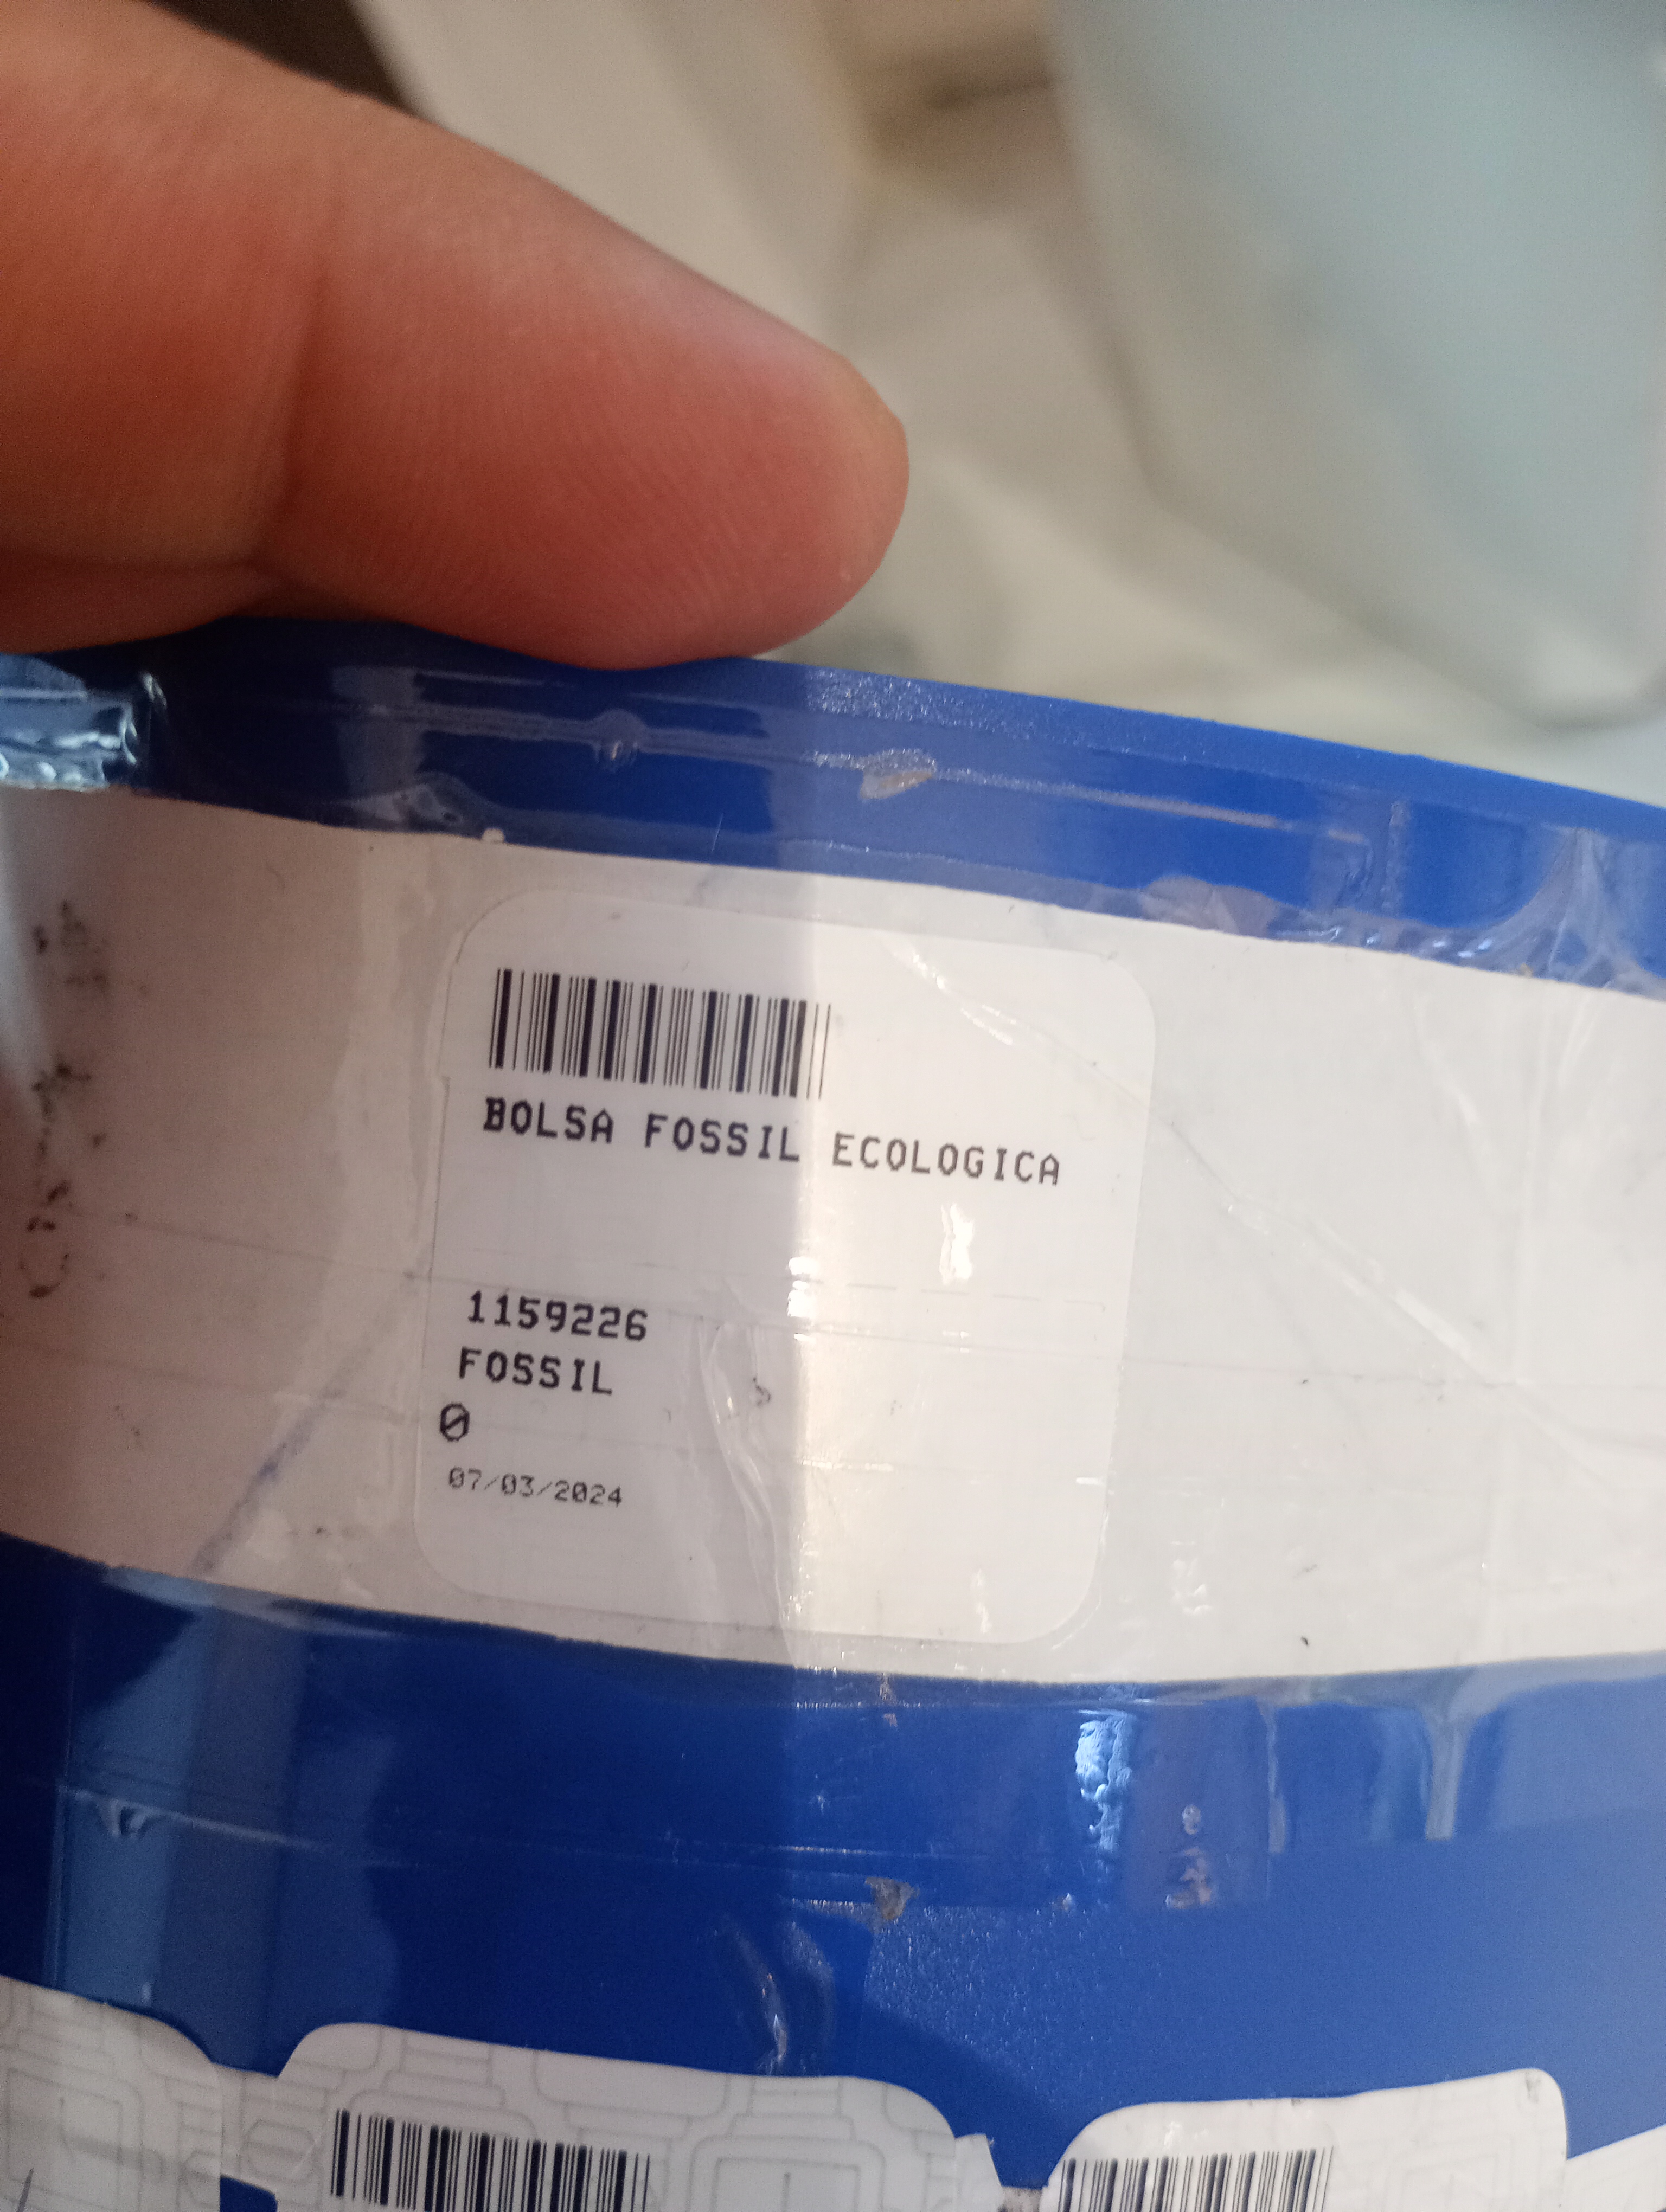 BOLSA FOSSIL ECOLOGICA
1159226
FOSSIL
0
07/03/2024